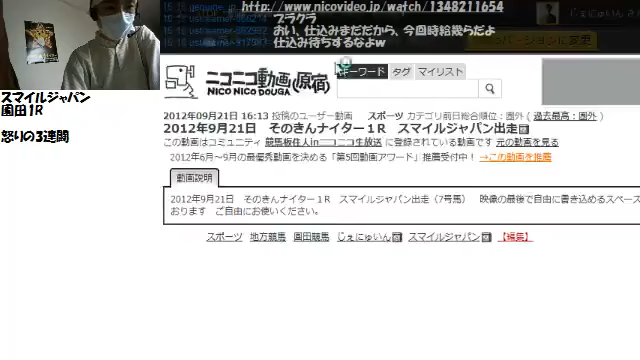 http://www.nicovideo.jp/watch/1348211654
プラクラ
おい、仕込みまだだから、今回時給幾らだよ
仕込み待ちするなよw
スマイルジャパン
園田1R
怒りの3連闘
ニコニコ動画(原宿)
NICO NICO DOUGA
キーワード タグ マイリスト
2012年09月21日 16:13 投稿のユーザー動画 スポーツ カテゴリ前日総合順位：圏外 ( 過去最高：圏外 )
2012年9月21日 そのきんナイター１Ｒ スマイルジャパン出走
この動画はコミュニティ 競馬板住人inニコニコ生放送 に登録されている動画です 元の動画を見る
2012年6月～9月の最優秀動画を決める「第5回動画アワード」推薦受付中！ →この動画を推薦
動画説明
2012年9月21日 そのきんナイター１Ｒ スマイルジャパン出走（7号馬） 映像の最後で自由に書き込めるスペース
おります ご自由にお使いください。
スポーツ 地方競馬 園田競馬 じぇにゅいん スマイルジャパン 【編集】